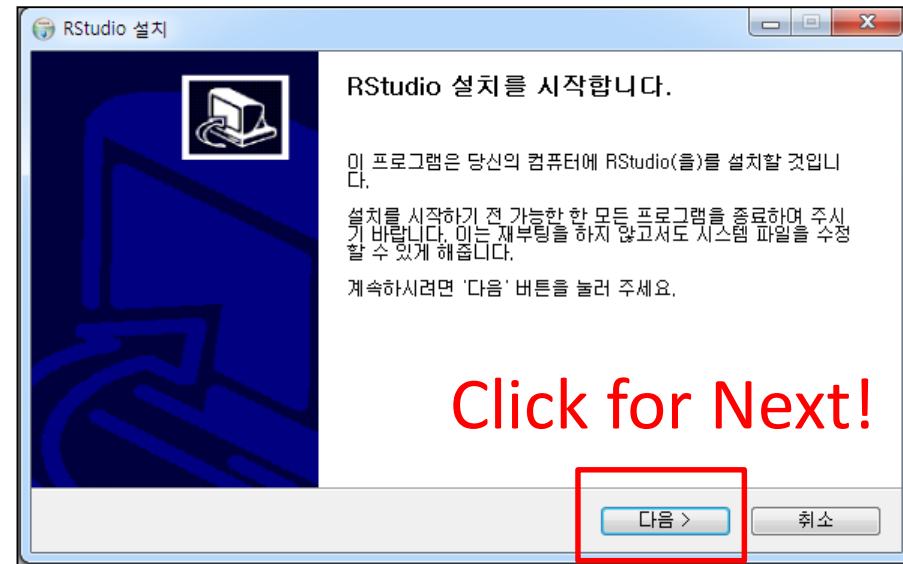 RStudio 설치
RStudio 설치를 시작합니다.
이 프로그램은 당신의 컴퓨터에 RStudio(을)를 설치할 것입니
다.
설치를 시작하기 전 가능한 한 모든 프로그램을 종료하여 주시
기 바랍니다. 이는 재부팅을 하지 않고서도 시스템 파일을 수정
할 수 있게 해줍니다.
계속하시려면 '다음' 버튼을 눌러 주세요.
Click for Next!
다음 >
취소